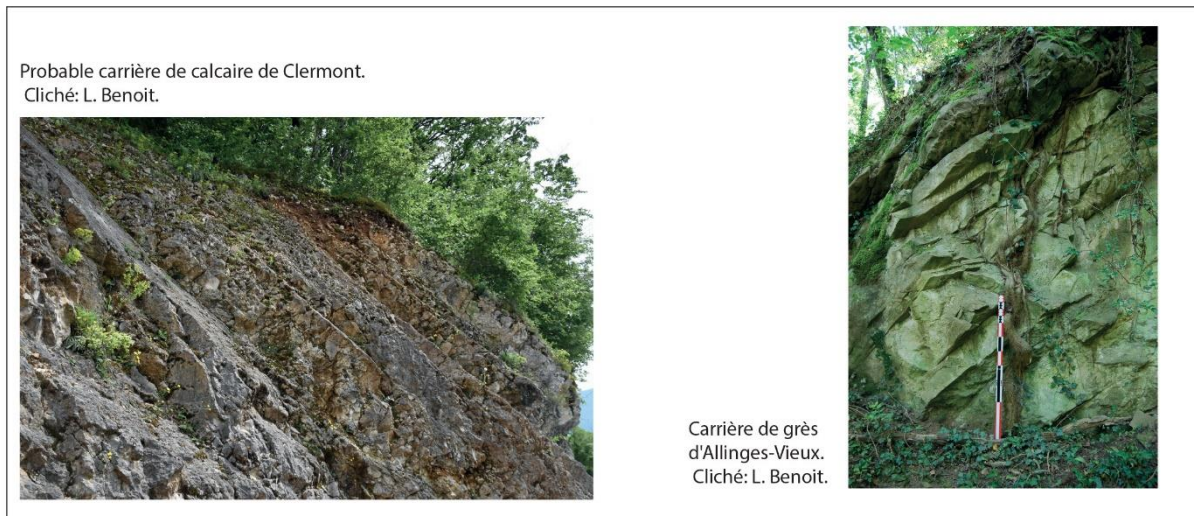 Probable carrière de calcaire de Clermont.
Cliché: L. Benoit.
Carrière de grès
d'Allinges-Vieux.
Cliché: L. Benoit.